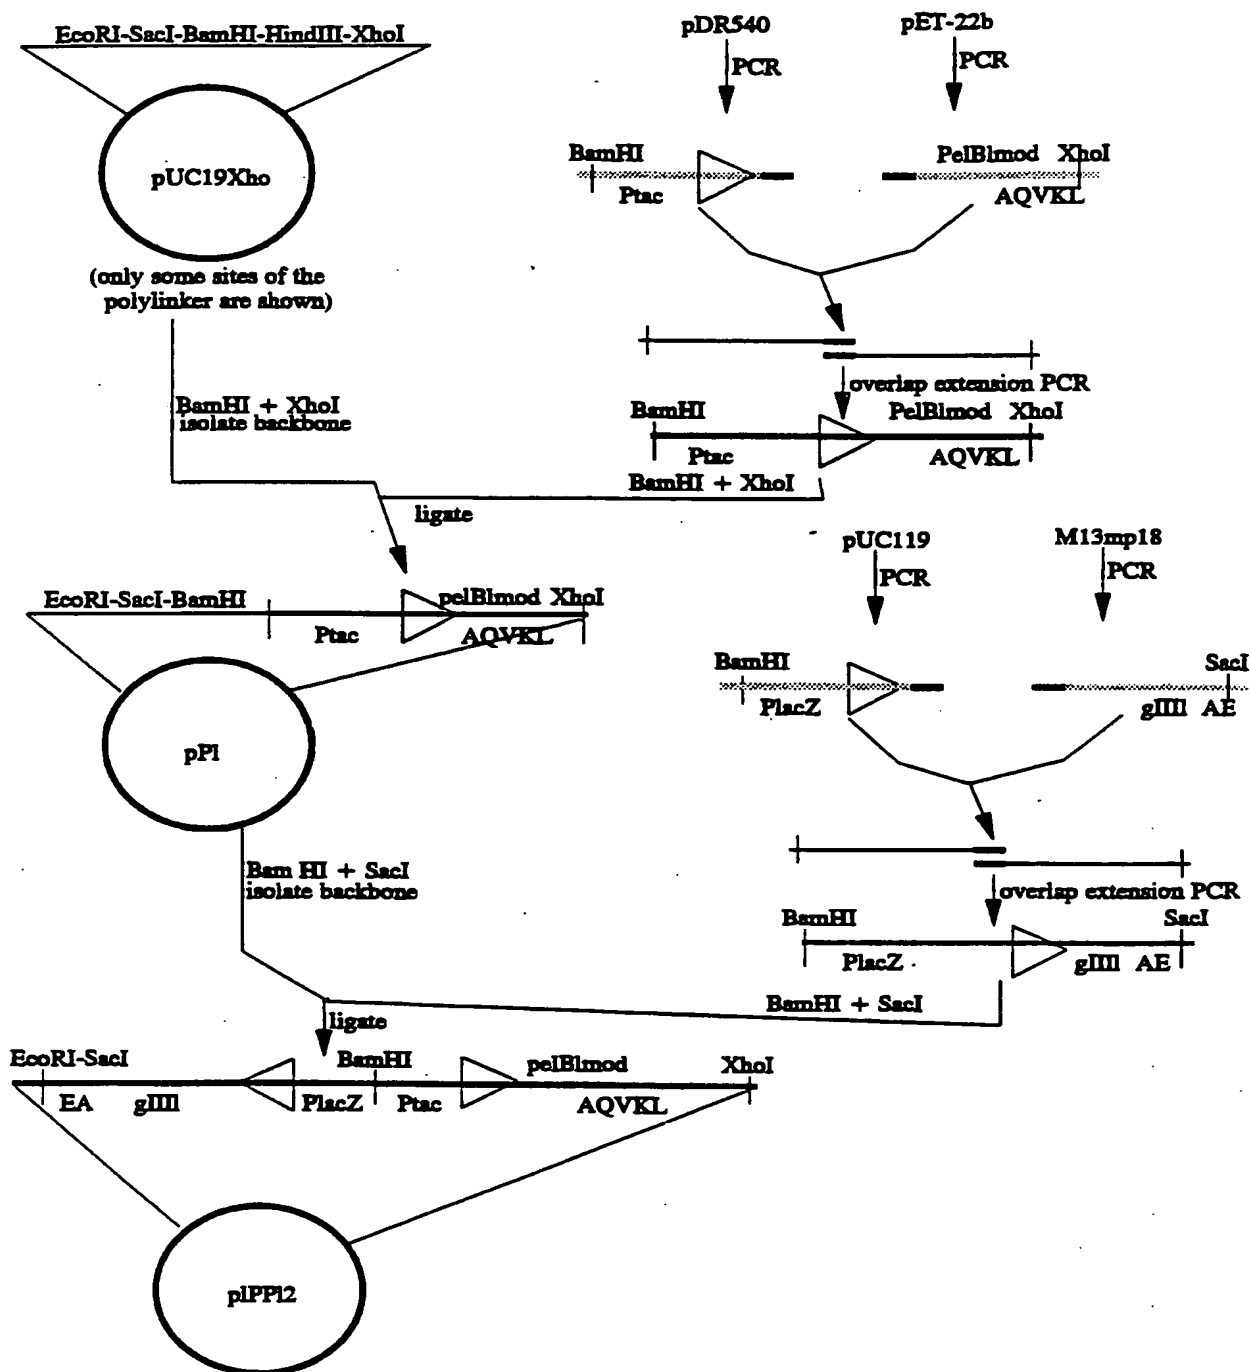 EcoRI-SacI-BamHI-HindIII-XhoI
pUC19Xho
(only some sites of the
polylinker are shown)
pDR540
pET-22b
PCR
PCR
BamHI
PelBlmod XhoI
Ptac
AQVKL
overlap extension PCR
BamHI
PelBlmod XhoI
Ptac
AQVKL
BamHI + XhoI
isolate backbone
BamHI + XhoI
ligate
pUC119
M13mp18
PCR
PCR
EcoRI-SacI-BamHI
pelBlmod XhoI
Ptac
AQVKL
pPl
BamHI
SacI
PlacZ
gIIIl AE
overlap extension PCR
BamHI
SacI
PlacZ
gIIIl AE
Bam HI + SacI
isolate backbone
BamHI + SacI
ligate
EcoRI-SacI
BamHI
pelBlmod
XhoI
EA
gIIIl
PlacZ
Ptac
AQVKL
plPPl2